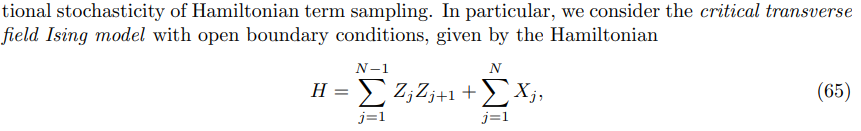 tional stochasticity of Hamiltonian term sampling. In particular, we consider the critical transverse
field Ising model with open boundary conditions, given by the Hamiltonian
H = \sum_{j=1}^{N-1} Z_j Z_{j+1} + \sum_{j=1}^{N} X_j, (65)